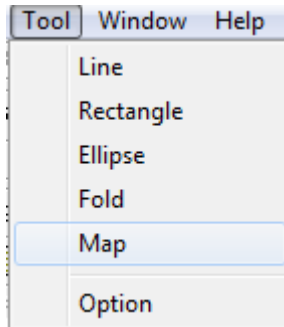 Tool Window Help
Line
Rectangle
Ellipse
Fold
Map
Option